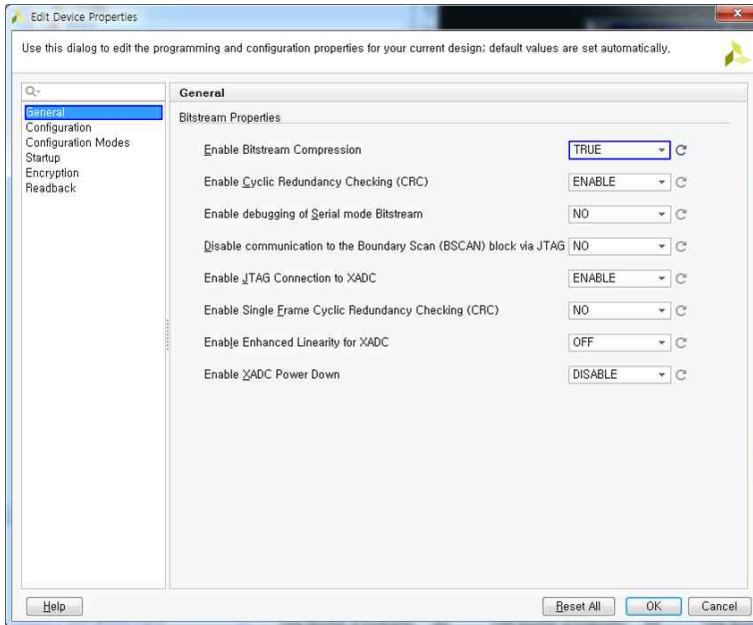 Edit Device Properties
Use this dialog to edit the programming and configuration properties for your current design; default values are set automatically.
General
Configuration
Configuration Modes
Startup
Encryption
Readback
General
Bitstream Properties
Enable Bitstream Compression TRUE
Enable Cyclic Redundancy Checking (CRC) ENABLE
Enable debugging of Serial mode Bitstream NO
Disable communication to the Boundary Scan (BSCAN) block via JTAG NO
Enable JTAG Connection to XADC ENABLE
Enable Single Frame Cyclic Redundancy Checking (CRC) NO
Enable Enhanced Linearity for XADC OFF
Enable XADC Power Down DISABLE
Help Reset All OK Cancel